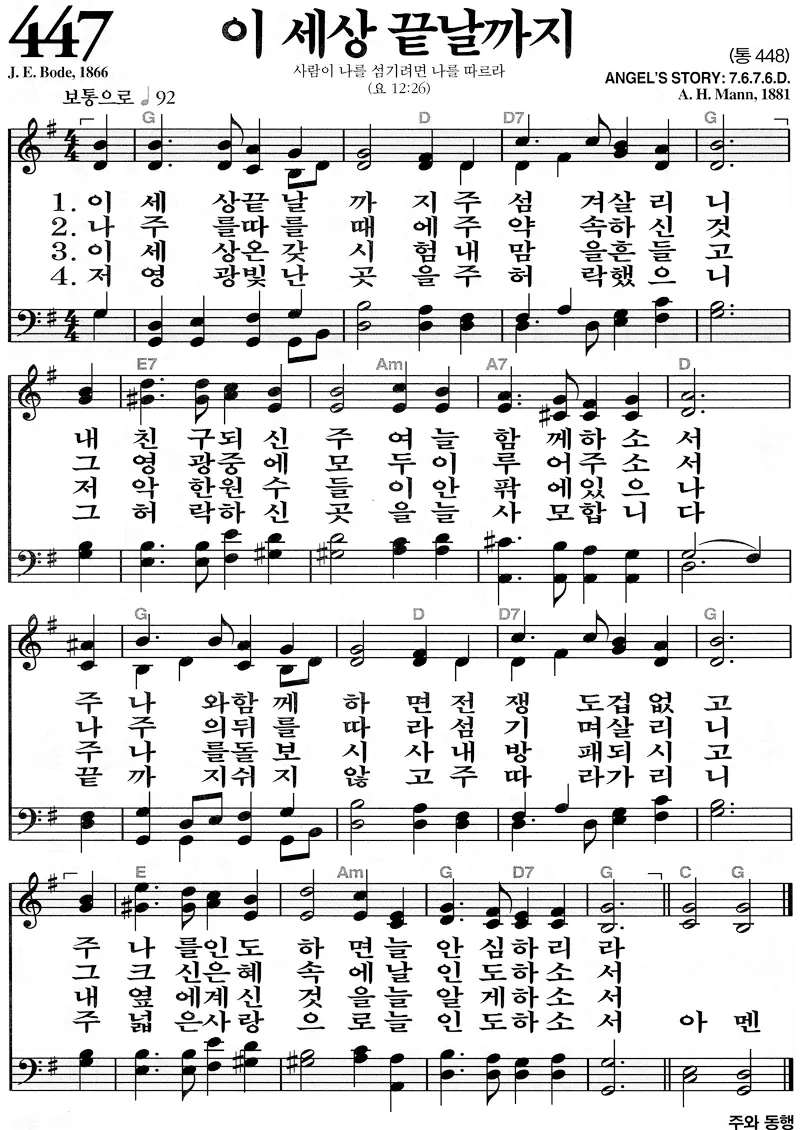 447
이 세상 끝날까지
(통 448)
J. E. Bode, 1866
사람이 나를 섬기려면 나를 따르라
ANGEL'S STORY: 7.6.7.6.D.
(요 12:26)
A. H. Mann, 1881
보통으로 ♩ 92
G D D7 G
1. 이 세 상끝 날 까 지 주 섬 겨살 리 니
2. 나 주 를따 를 때 에 주 약 속하 신 것
3. 이 세 상온 갖 시 험 내 맘 을흔 들 고
4. 저 영 광빛 난 곳 을 주 허 락했 으 니
E7 Am A7 D
내 친 구되 신 주 여 늘 함 께하 소 서
그 영 광중 에 모 두 이 루 어주 소 서
저 악 한원 수 들 이 안 팎 에있 으 나
그 허 락하 신 곳 을 늘 사 모합 니 다
G D D7 G
주 나 와함 께 하 면 전 쟁 도겁 없 고
나 주 의뒤 를 따 라 섬 기 며살 리 니
주 나 를돌 보 시 사 내 방 패되 시 고
끝 까 지쉬 지 않 고 주 따 라가 리 니
E Am G D7 G C G
주 나 를인 도 하 면 늘 안 심하 리 라
그 크 신은 혜 속 에 날 인 도하 소 서
내 옆 에계 신 것 을 늘 알 게하 소 서
주 넓 은사 랑 으 로 늘 인 도하 소 서 아 멘
주와 동행